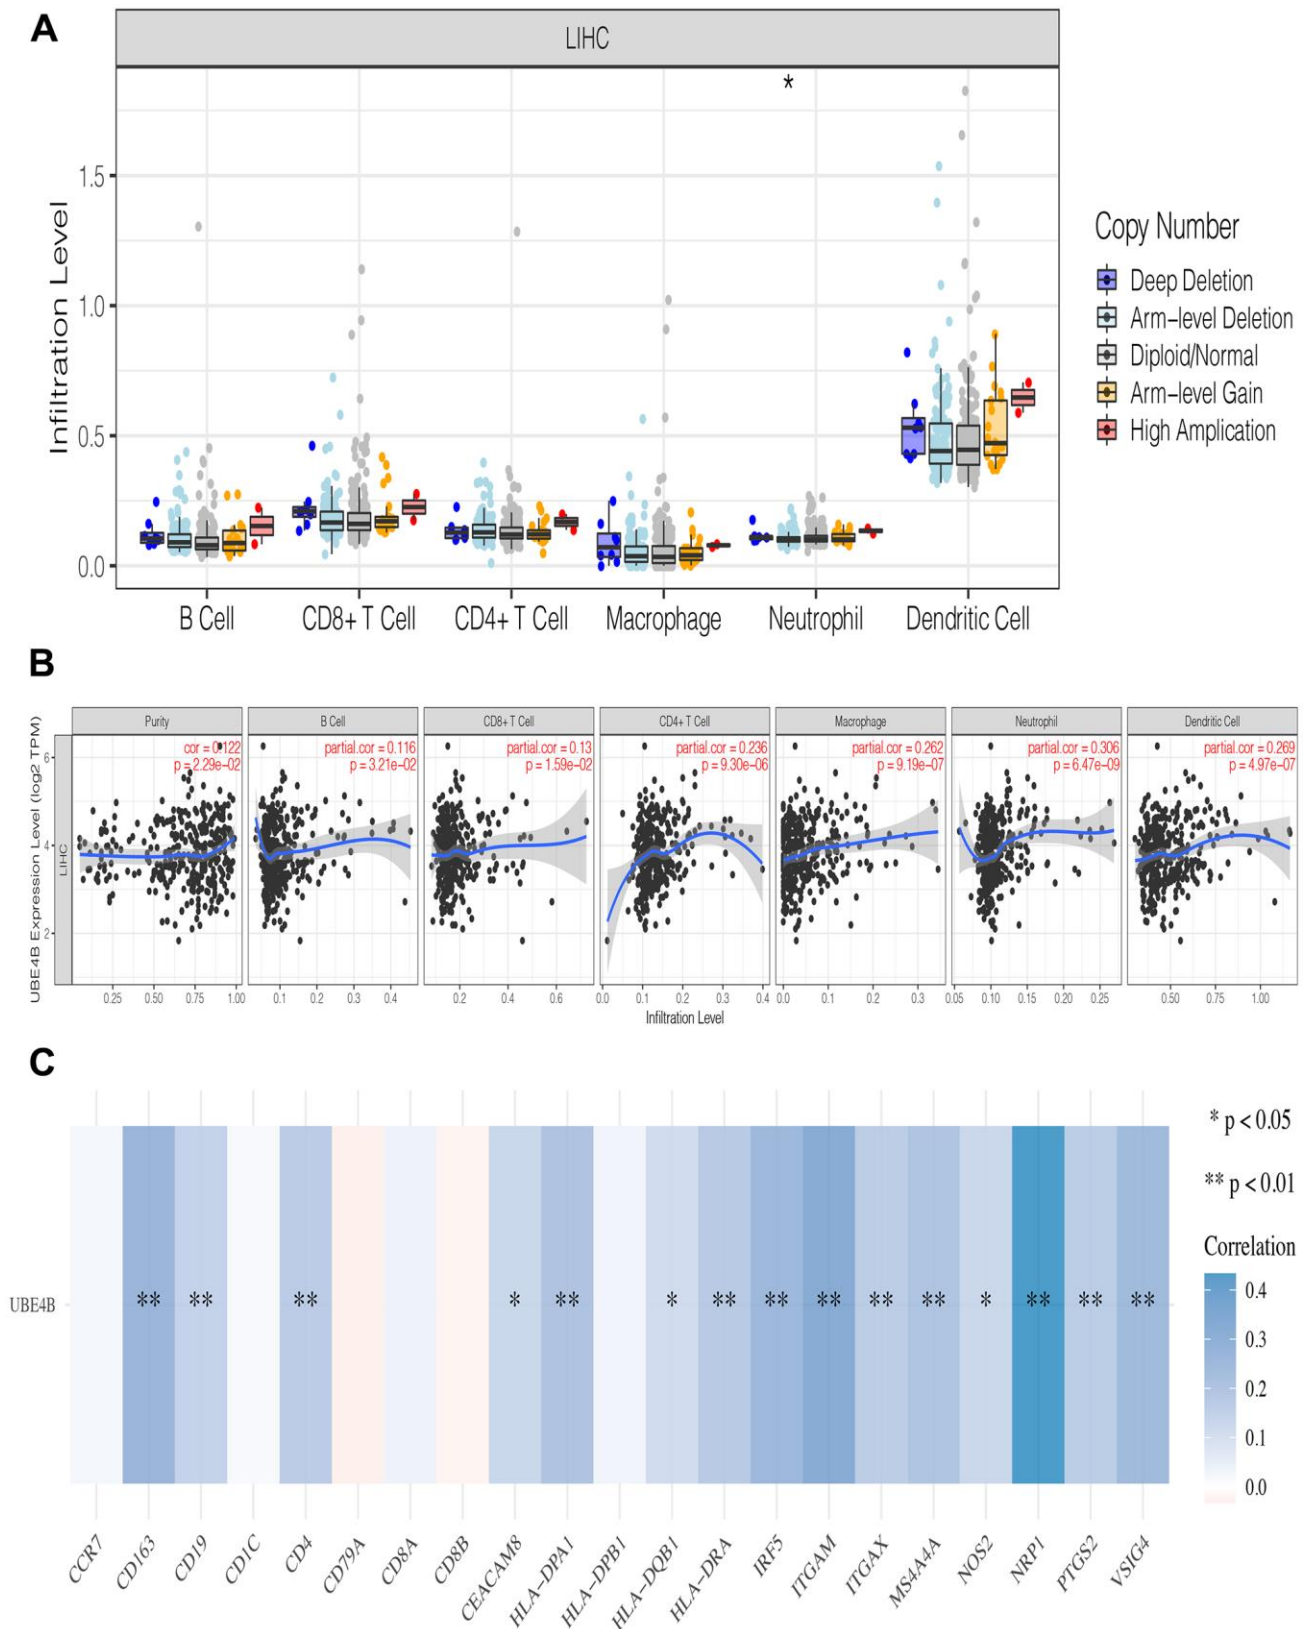 A
LIHC
*
Infiltration Level
1.5
1.0
0.5
0.0
B Cell CD8+ T Cell CD4+ T Cell Macrophage Neutrophil Dendritic Cell
Copy Number
Deep Deletion
Arm-level Deletion
Diploid/Normal
Arm-level Gain
High Amplication
B
UBE4B Expression Level (log2 TPM)
LIHC
6
4
2
Purity
cor = 0.122
p = 2.29e-02
0.25 0.50 0.75 1.00
B Cell
partial.cor = 0.116
p = 3.21e-02
0.1 0.2 0.3 0.4
CD8+ T Cell
partial.cor = 0.13
p = 1.59e-02
0.2 0.4 0.6
CD4+ T Cell
partial.cor = 0.236
p = 9.30e-06
0.0 0.1 0.2 0.3 0.4
Macrophage
partial.cor = 0.262
p = 9.19e-07
0.0 0.1 0.2 0.3
Neutrophil
partial.cor = 0.306
p = 6.47e-09
0.05 0.10 0.15 0.20 0.25
Dendritic Cell
partial.cor = 0.269
p = 4.97e-07
0.50 0.75 1.00
Infiltration Level
C
UBE4B
** ** ** * ** * ** ** ** ** ** * ** ** **
CCR7 CD163 CD19 CD1C CD4 CD79A CD8A CD8B CEACAM8 HLA-DPA1 HLA-DPB1 HLA-DQB1 HLA-DRA IRF5 ITGAM ITGAX MS4A4A NOS2 NRP1 PTGS2 VSIG4
* p < 0.05
** p < 0.01
Correlation
0.4
0.3
0.2
0.1
0.0